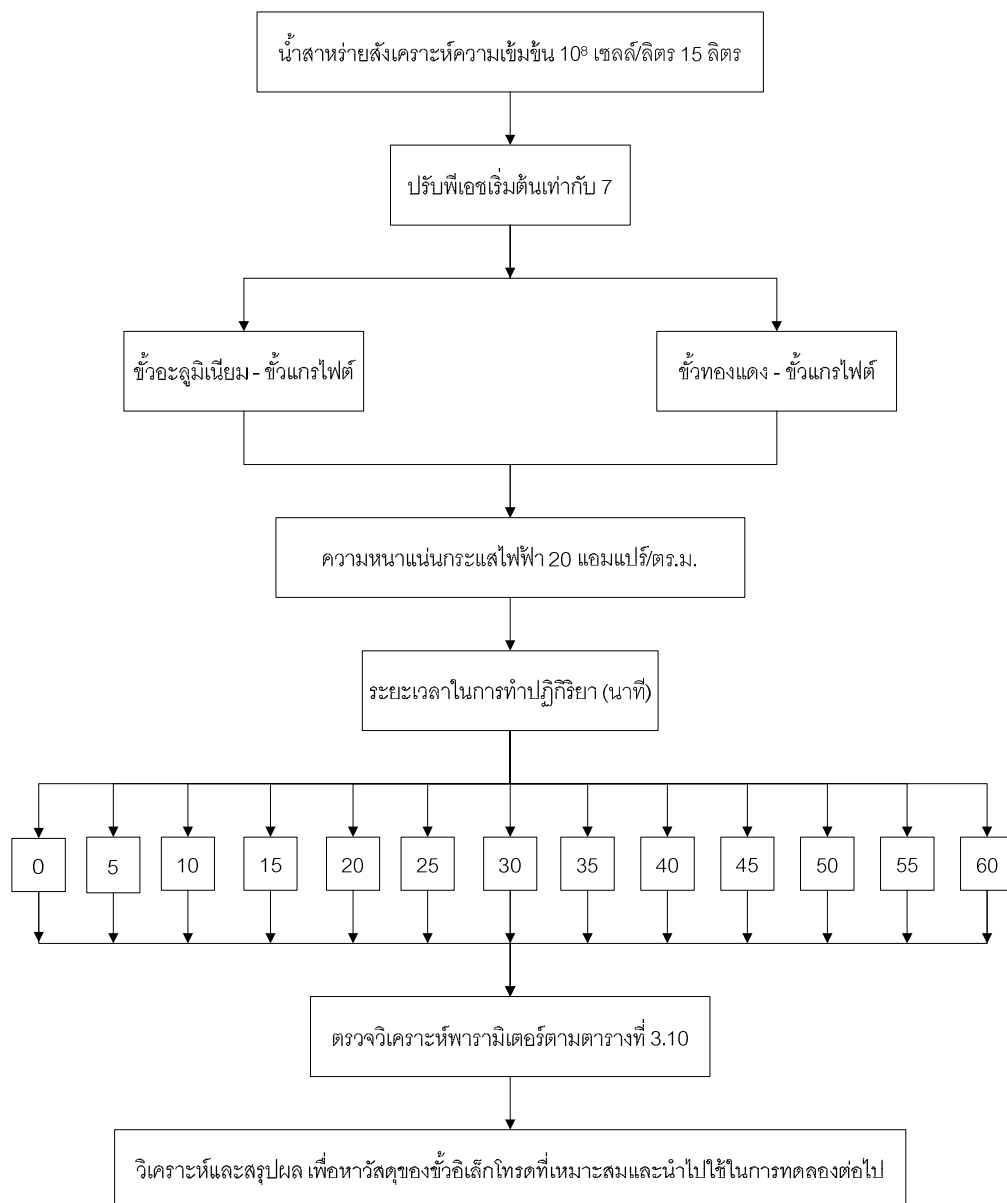 น้ำสาหร่ายสังเคราะห์ความเข้มข้น 10⁸ เซลล์/ลิตร 15 ลิตร
ปรับพีเอชเริ่มต้นเท่ากับ 7
ขั้วอะลูมิเนียม - ขั้วแกรไฟต์
ขั้วทองแดง - ขั้วแกรไฟต์
ความหนาแน่นกระแสไฟฟ้า 20 แอมแปร์/ตร.ม.
ระยะเวลาในการทำปฏิกิริยา (นาที)
0 5 10 15 20 25 30 35 40 45 50 55 60
ตรวจวิเคราะห์พารามิเตอร์ตามตารางที่ 3.10
วิเคราะห์และสรุปผล เพื่อหาวัสดุของขั้วอิเล็กโทรดที่เหมาะสมและนำไปใช้ในการทดลองต่อไป